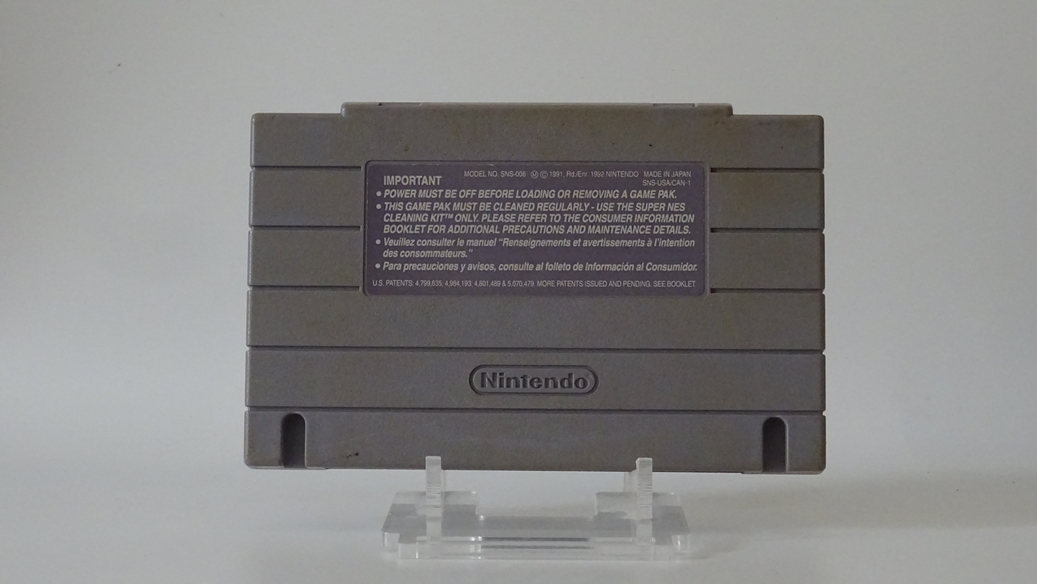 IMPORTANT
MODEL NO. SNS-006 Ⓜ © 1991, Rd./Enr. 1992 NINTENDO MADE IN JAPAN
SNS-USA/CAN-1
• POWER MUST BE OFF BEFORE LOADING OR REMOVING A GAME PAK.
• THIS GAME PAK MUST BE CLEANED REGULARLY - USE THE SUPER NES
CLEANING KIT™ ONLY. PLEASE REFER TO THE CONSUMER INFORMATION
BOOKLET FOR ADDITIONAL PRECAUTIONS AND MAINTENANCE DETAILS.
• Veuillez consulter le manuel "Renseignements et avertissements à l'intention
des consommateurs."
• Para precauciones y avisos, consulte al folleto de Información al Consumidor.
U.S. PATENTS: 4,799,635; 4,984,193; 4,601,489 & 5,070,479. MORE PATENTS ISSUED AND PENDING. SEE BOOKLET.
Nintendo